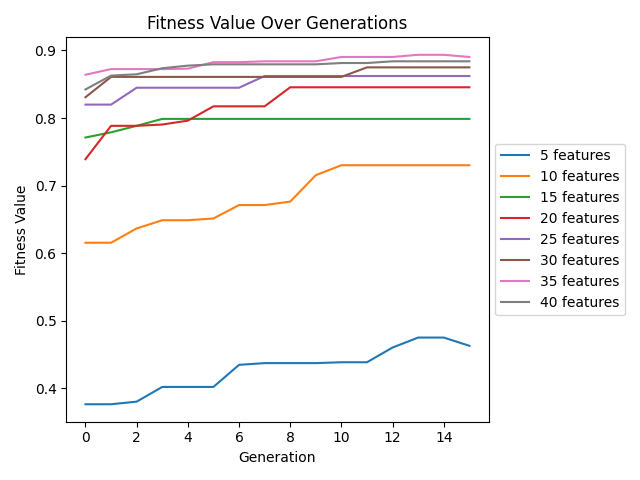 Fitness Value Over Generations
Fitness Value
0.9
0.8
0.7
0.6
0.5
0.4
0 2 4 6 8 10 12 14
Generation
5 features
10 features
15 features
20 features
25 features
30 features
35 features
40 features